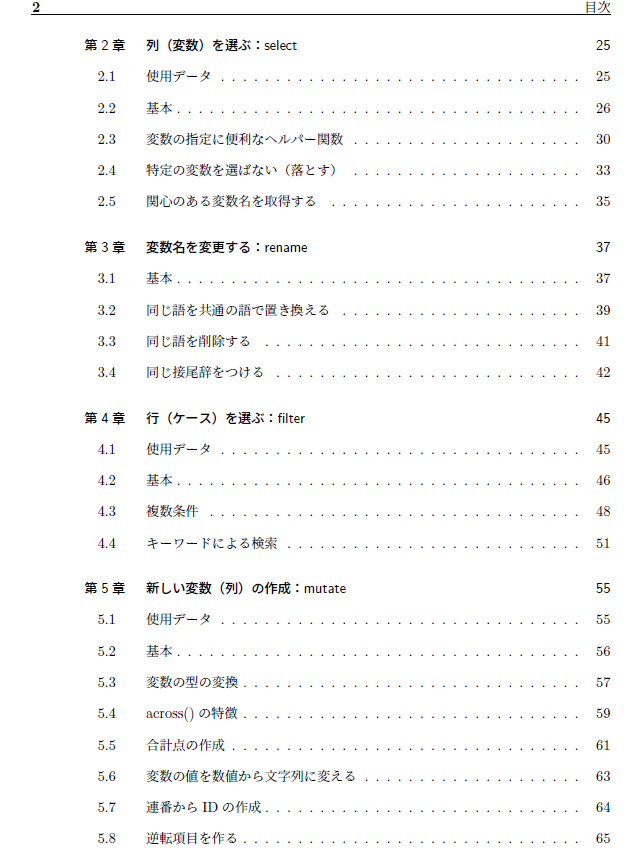 2 目次
第 2 章 列（変数）を選ぶ：select 25
2.1 使用データ . . . . . . . . . . . . . . . . . . . . . . . . . . . . . . . . . 25
2.2 基本 . . . . . . . . . . . . . . . . . . . . . . . . . . . . . . . . . . . . . 26
2.3 変数の指定に便利なヘルパー関数 . . . . . . . . . . . . . . . . . . . . . 30
2.4 特定の変数を選ばない（落とす） . . . . . . . . . . . . . . . . . . . . . 33
2.5 関心のある変数名を取得する . . . . . . . . . . . . . . . . . . . . . . . 35
第 3 章 変数名を変更する：rename 37
3.1 基本 . . . . . . . . . . . . . . . . . . . . . . . . . . . . . . . . . . . . . 37
3.2 同じ語を共通の語で置き換える . . . . . . . . . . . . . . . . . . . . . . 39
3.3 同じ語を削除する . . . . . . . . . . . . . . . . . . . . . . . . . . . . . 41
3.4 同じ接尾辞をつける . . . . . . . . . . . . . . . . . . . . . . . . . . . . 42
第 4 章 行（ケース）を選ぶ：filter 45
4.1 使用データ . . . . . . . . . . . . . . . . . . . . . . . . . . . . . . . . . 45
4.2 基本 . . . . . . . . . . . . . . . . . . . . . . . . . . . . . . . . . . . . . 46
4.3 複数条件 . . . . . . . . . . . . . . . . . . . . . . . . . . . . . . . . . . 48
4.4 キーワードによる検索 . . . . . . . . . . . . . . . . . . . . . . . . . . . 51
第 5 章 新しい変数（列）の作成：mutate 55
5.1 使用データ . . . . . . . . . . . . . . . . . . . . . . . . . . . . . . . . . 55
5.2 基本 . . . . . . . . . . . . . . . . . . . . . . . . . . . . . . . . . . . . . 56
5.3 変数の型の変換 . . . . . . . . . . . . . . . . . . . . . . . . . . . . . . . 57
5.4 across() の特徴 . . . . . . . . . . . . . . . . . . . . . . . . . . . . . . . 59
5.5 合計点の作成 . . . . . . . . . . . . . . . . . . . . . . . . . . . . . . . . 61
5.6 変数の値を数値から文字列に変える . . . . . . . . . . . . . . . . . . . . 63
5.7 連番から ID の作成 . . . . . . . . . . . . . . . . . . . . . . . . . . . . . 64
5.8 逆転項目を作る . . . . . . . . . . . . . . . . . . . . . . . . . . . . . . . 65